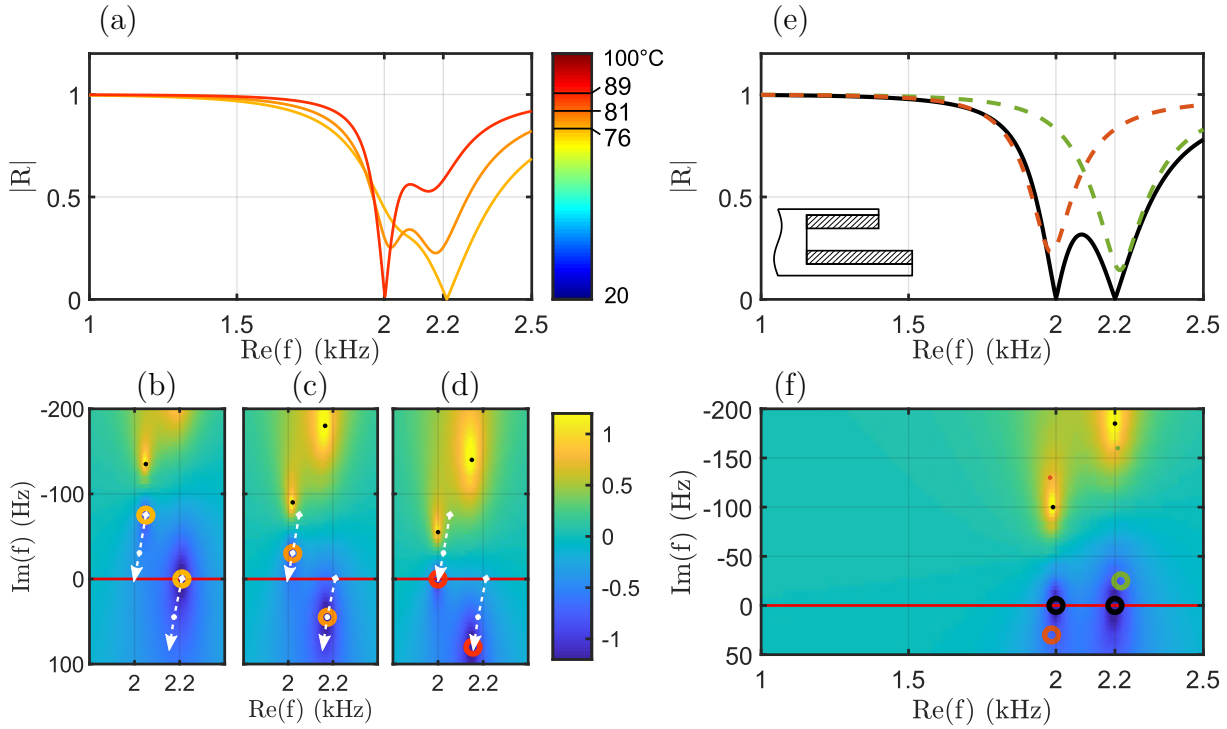 (a)
|R|
1
0.5
0
1 1.5 2 2.2 2.5
Re(f) (kHz)
100°C
89
81
76
20
(e)
|R|
1
0.5
0
1 1.5 2 2.2 2.5
Re(f) (kHz)
(b) (c) (d)
Im(f) (Hz)
-200
-100
0
100
2 2.2 2 2.2 2 2.2
Re(f) (kHz)
1
0.5
0
-0.5
-1
(f)
Im(f) (Hz)
-200
-150
-100
-50
0
50
1 1.5 2 2.2 2.5
Re(f) (kHz)